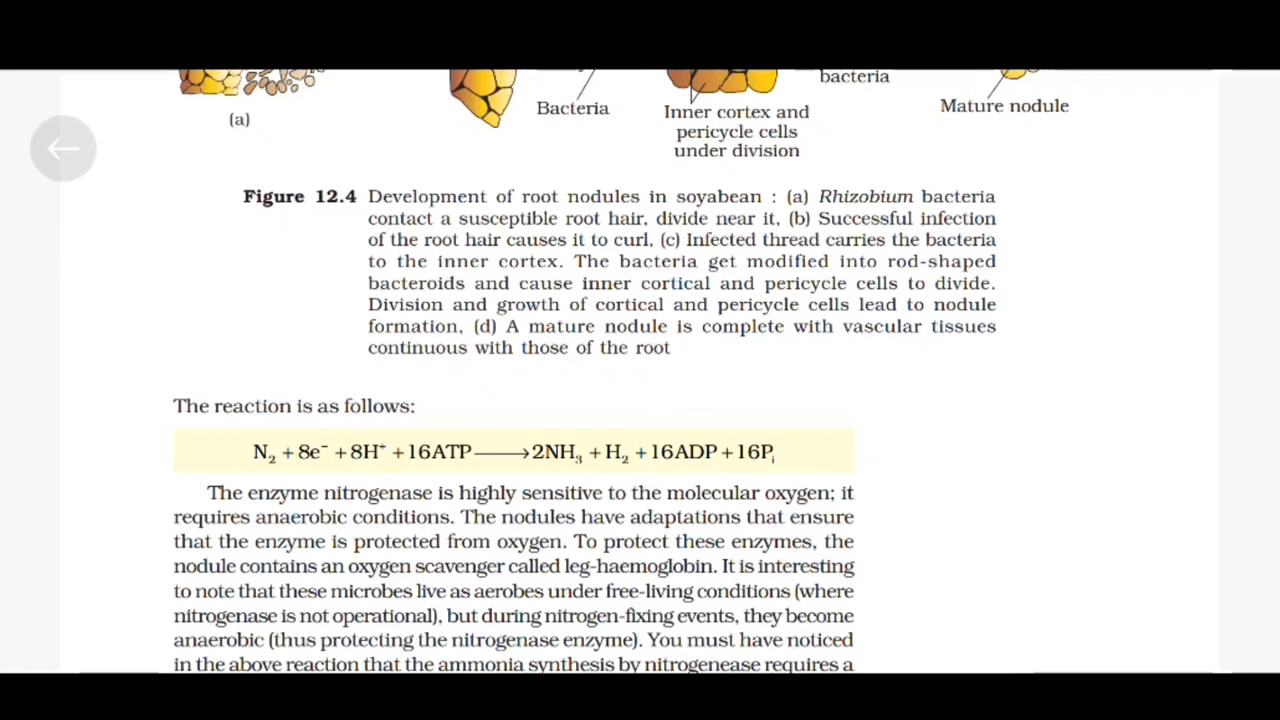 bacteria
Bacteria
Inner cortex and
pericycle cells
under division
Mature nodule
(a)
Figure 12.4 Development of root nodules in soyabean : (a) Rhizobium bacteria
contact a susceptible root hair, divide near it, (b) Successful infection
of the root hair causes it to curl, (c) Infected thread carries the bacteria
to the inner cortex. The bacteria get modified into rod-shaped
bacteroids and cause inner cortical and pericycle cells to divide.
Division and growth of cortical and pericycle cells lead to nodule
formation, (d) A mature nodule is complete with vascular tissues
continuous with those of the root
The reaction is as follows:
N₂ + 8e⁻ + 8H⁺ + 16ATP ⟶ 2NH₃ + H₂ + 16ADP + 16Pᵢ
The enzyme nitrogenase is highly sensitive to the molecular oxygen; it
requires anaerobic conditions. The nodules have adaptations that ensure
that the enzyme is protected from oxygen. To protect these enzymes, the
nodule contains an oxygen scavenger called leg-haemoglobin. It is interesting
to note that these microbes live as aerobes under free-living conditions (where
nitrogenase is not operational), but during nitrogen-fixing events, they become
anaerobic (thus protecting the nitrogenase enzyme). You must have noticed
in the above reaction that the ammonia synthesis by nitrogenease requires a